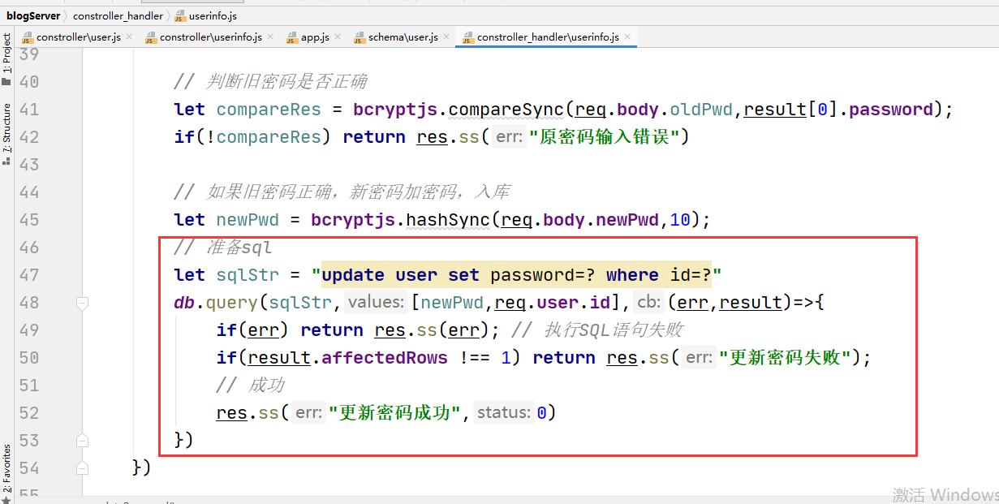 blogServer constroller_handler userinfo.js
constroller\user.js constroller\userinfo.js app.js schema\user.js constroller_handler\userinfo.js
1: Project
7: Structure
2: Favorites
39
40 // 判断旧密码是否正确
41 let compareRes = bcryptjs.compareSync(req.body.oldPwd,result[0].password);
42 if(!compareRes) return res.ss( err: "原密码输入错误")
43
44 // 如果旧密码正确，新密码加密码，入库
45 let newPwd = bcryptjs.hashSync(req.body.newPwd,10);
46 // 准备sql
47 let sqlStr = "update user set password=? where id=?"
48 db.query(sqlStr, values: [newPwd,req.user.id], cb: (err,result)=>{
49 if(err) return res.ss(err); // 执行SQL语句失败
50 if(result.affectedRows !== 1) return res.ss( err: "更新密码失败");
51 // 成功
52 res.ss( err: "更新密码成功", status: 0)
53 })
54 })
55
激活 Windows